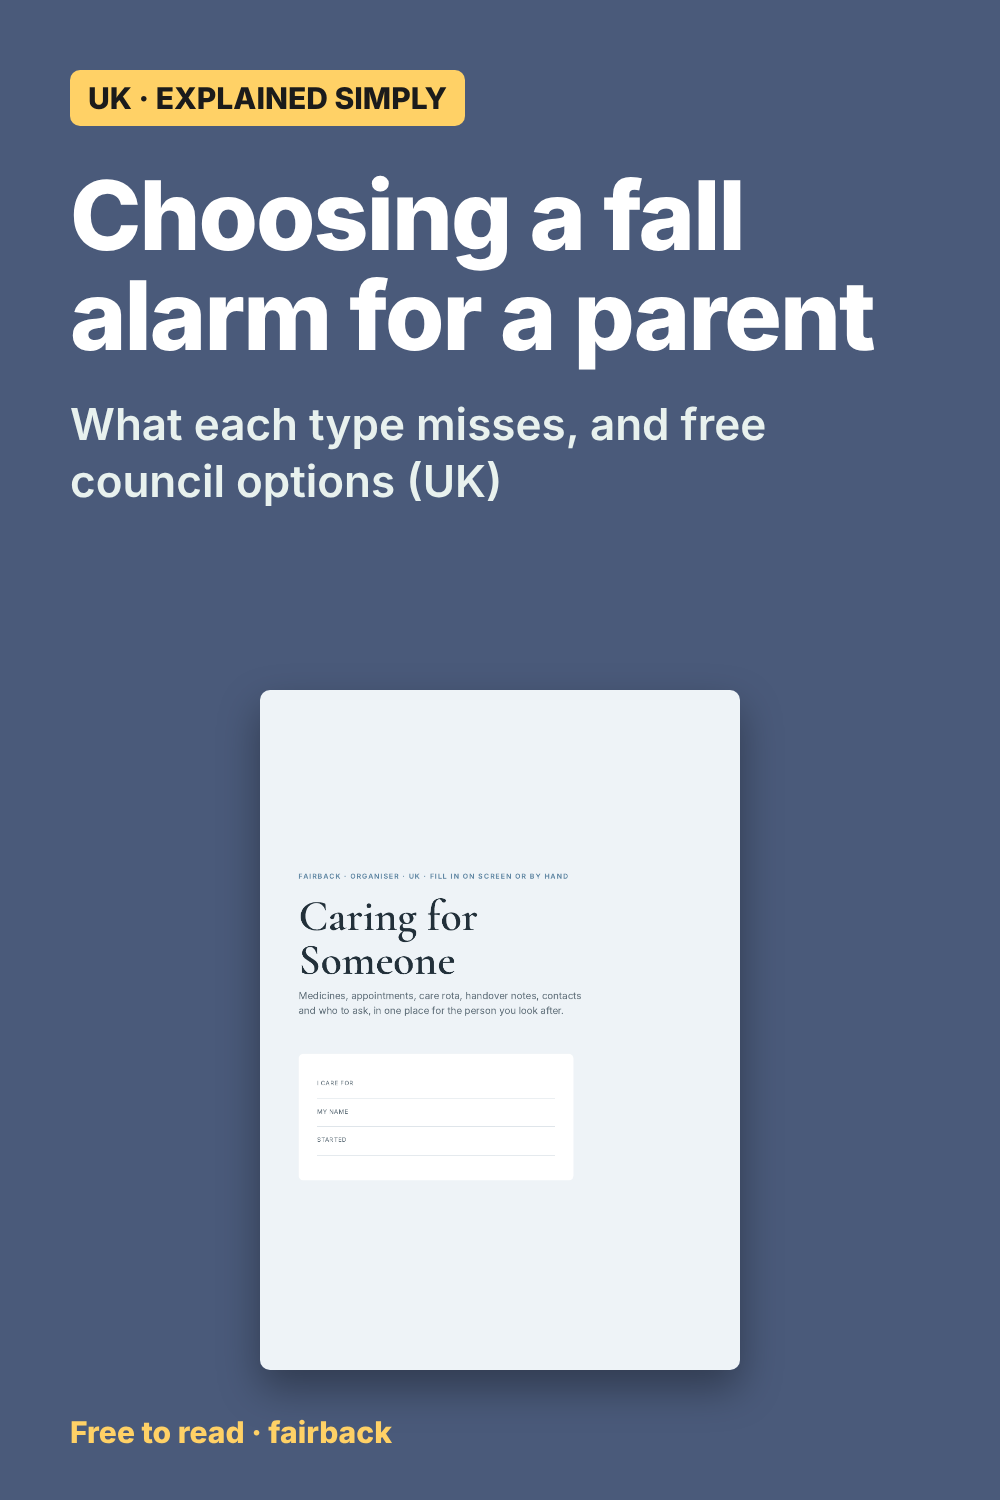 UK · EXPLAINED SIMPLY
Choosing a fall
alarm for a parent
What each type misses, and free
council options (UK)
FAIRBACK · ORGANISER · UK · FILL IN ON SCREEN OR BY HAND
Caring for
Someone
Medicines, appointments, care rota, handover notes, contacts
and who to ask, in one place for the person you look after.
I CARE FOR
MY NAME
STARTED
Free to read · fairback